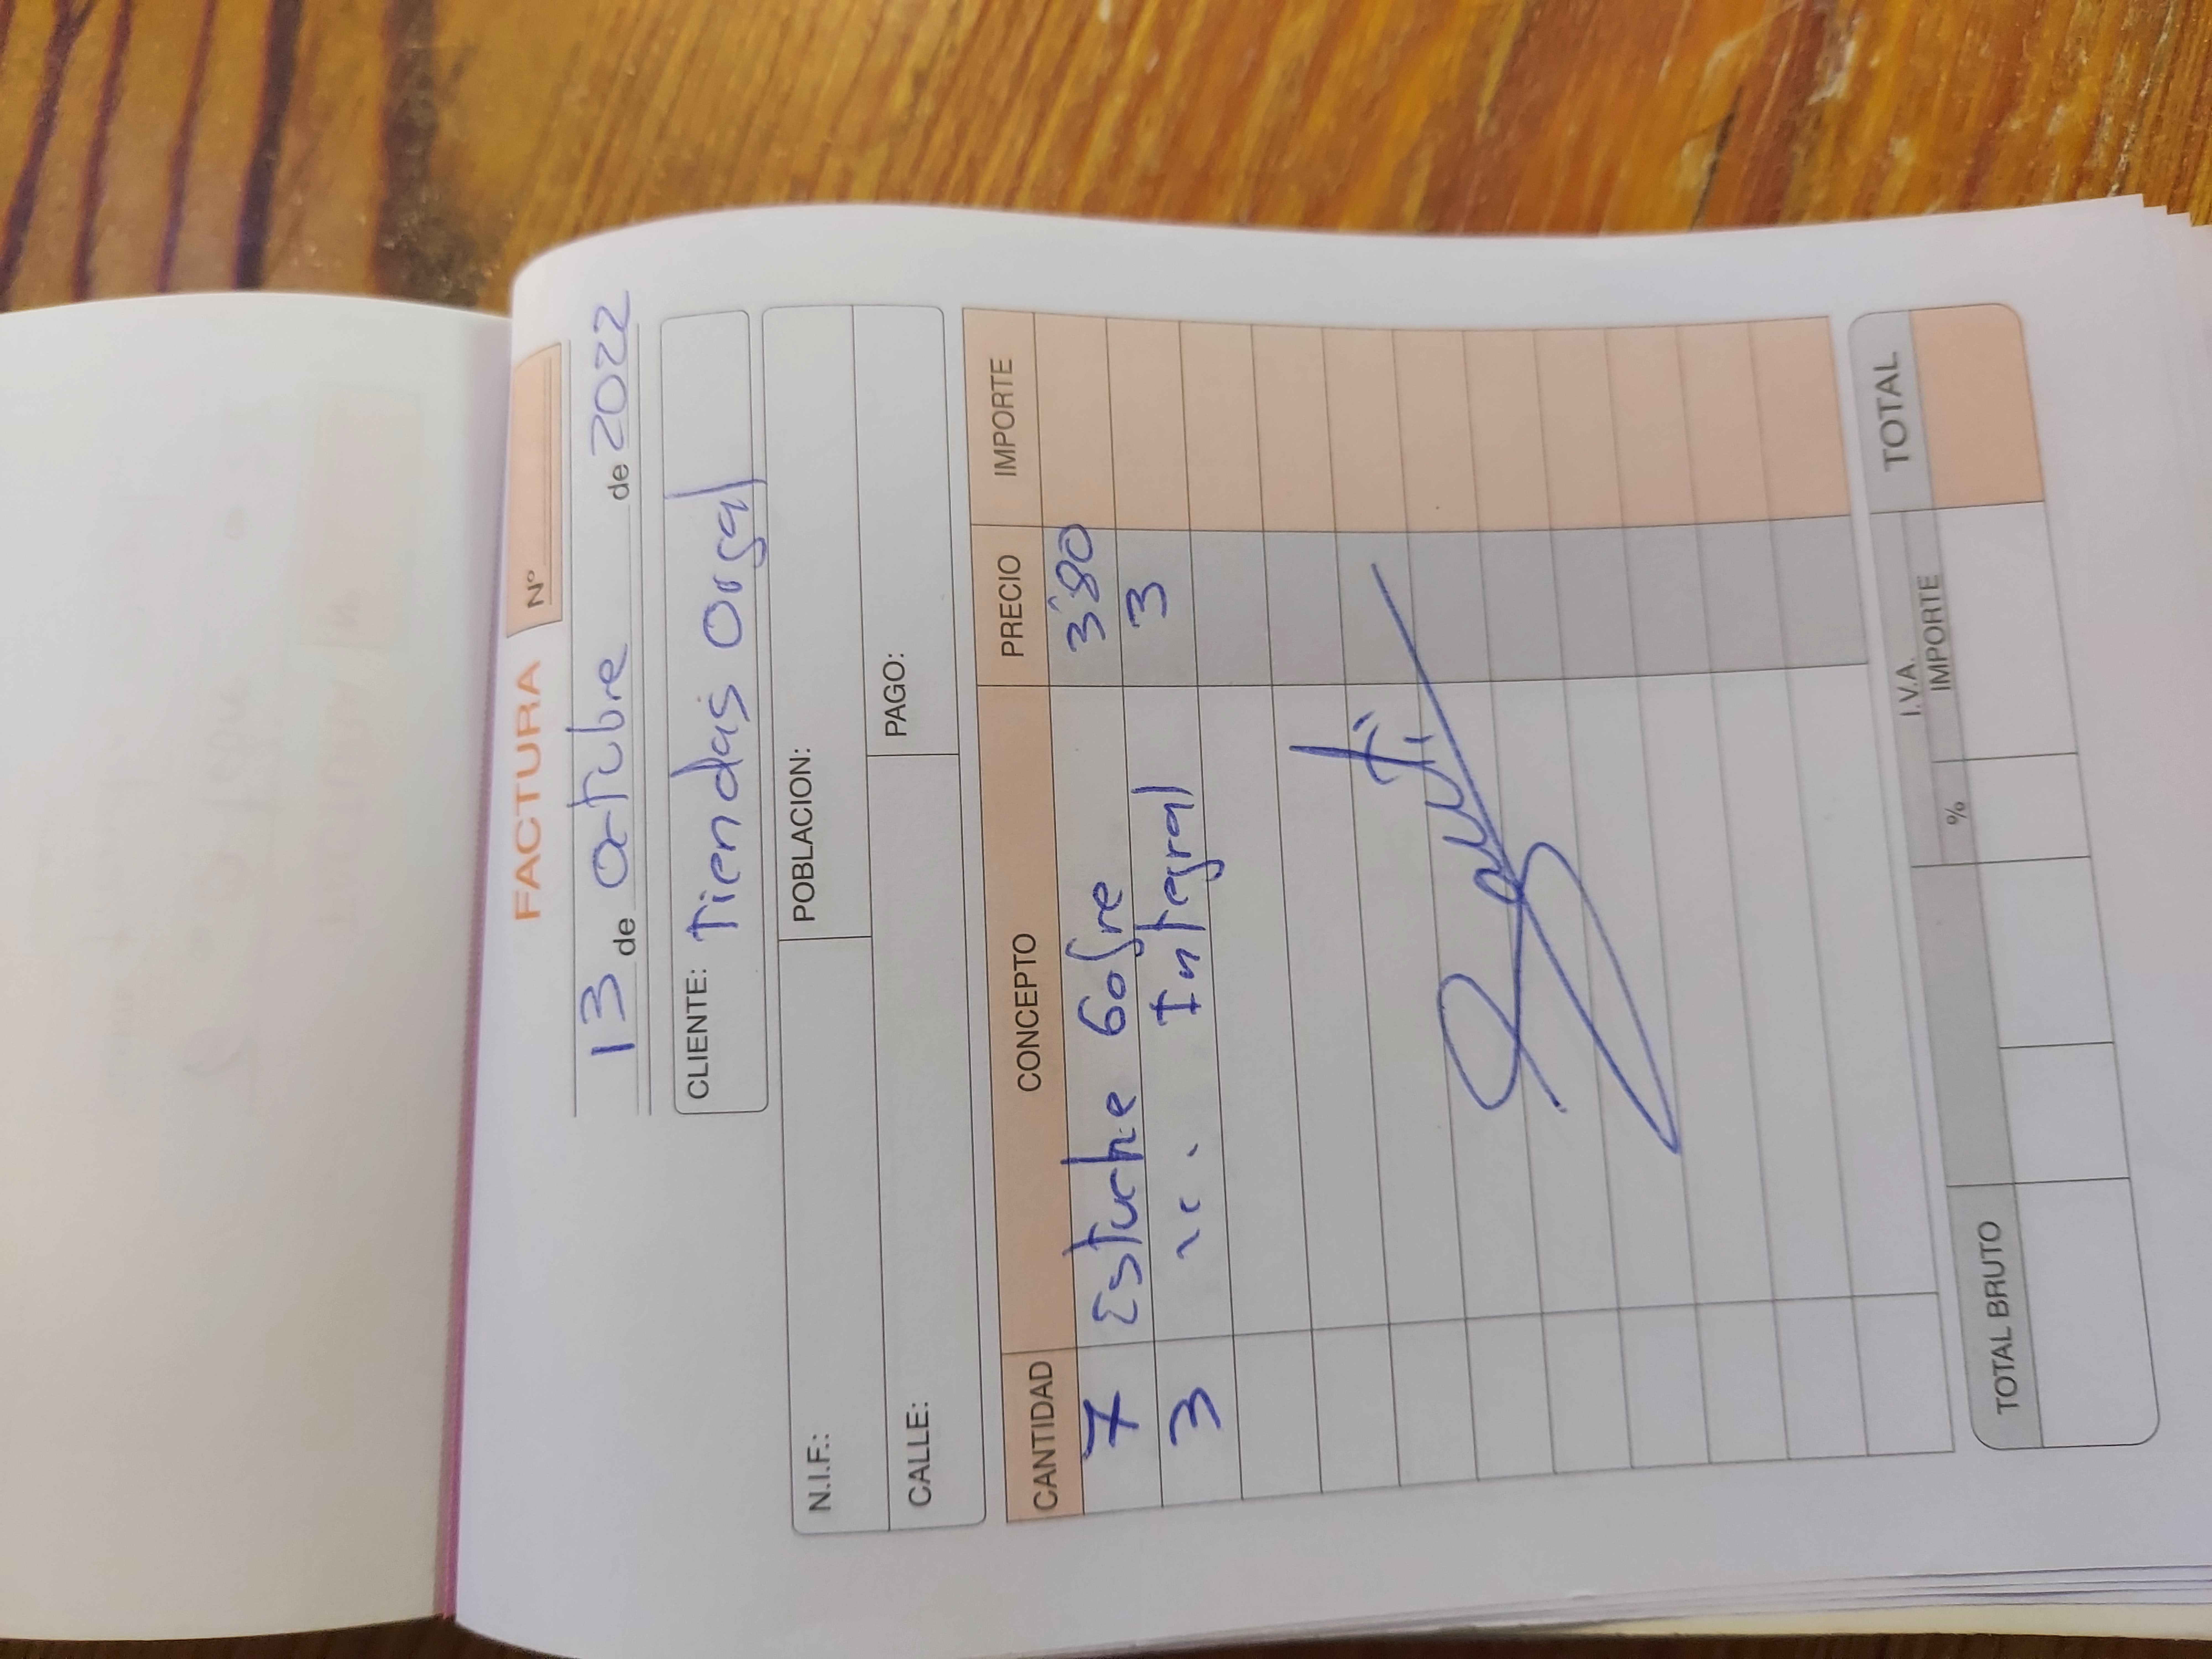 FACTURA Nº
13 de octubre de 2022
CLIENTE: Tiendas Orgal
N.I.F.: POBLACION:
CALLE: PAGO:
CANTIDAD CONCEPTO PRECIO IMPORTE
7 Estuche Gofre 3'80
3 " " Integral 3
TOTAL BRUTO I.V.A. TOTAL
% IMPORTE